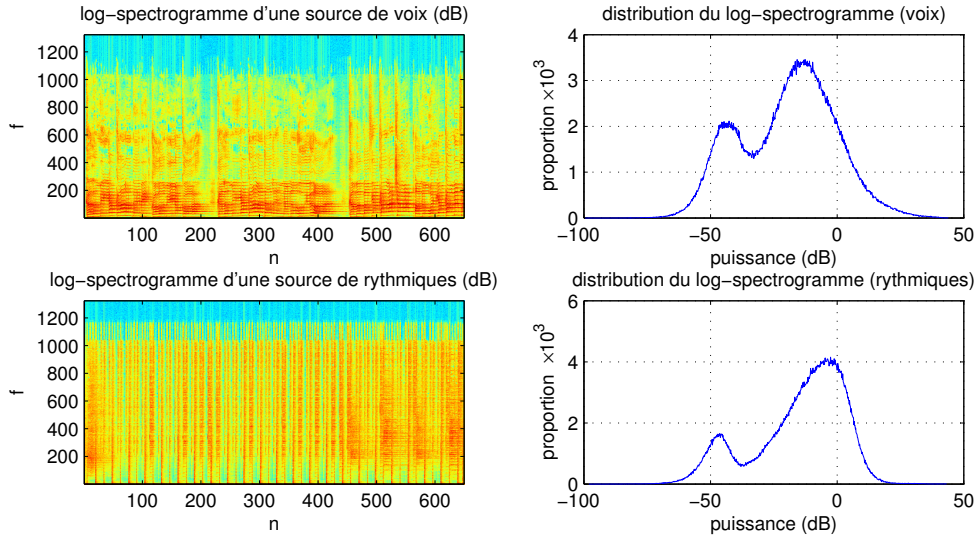 log−spectrogramme d'une source de voix (dB)
f
1200
1000
800
600
400
200
100 200 300 400 500 600
n
distribution du log−spectrogramme (voix)
proportion ×10³
4
3
2
1
0
−100 −50 0 50
puissance (dB)
log−spectrogramme d'une source de rythmiques (dB)
f
1200
1000
800
600
400
200
100 200 300 400 500 600
n
distribution du log−spectrogramme (rythmiques)
proportion ×10³
6
4
2
0
−100 −50 0 50
puissance (dB)